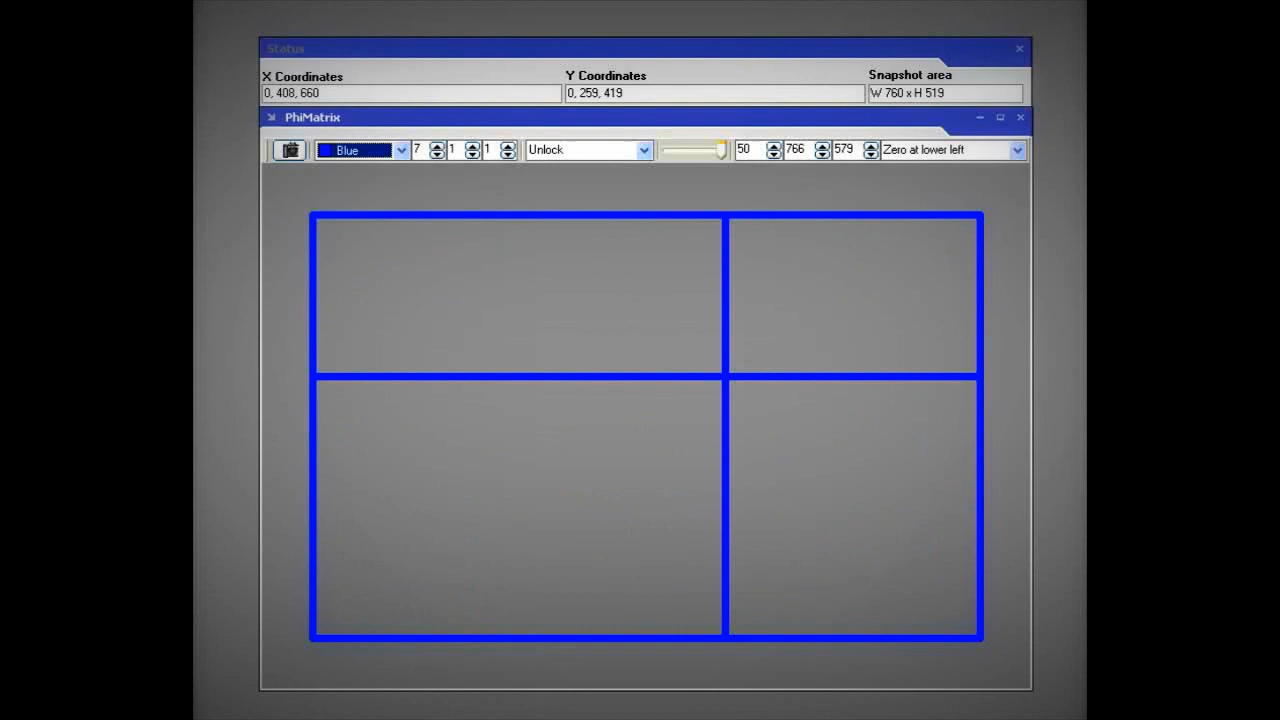 Status
X Coordinates Y Coordinates Snapshot area
0, 408, 660 0, 259, 419 W 760 x H 519
PhiMatrix
Blue 7 1 1 Unlock 50 766 579 Zero at lower left